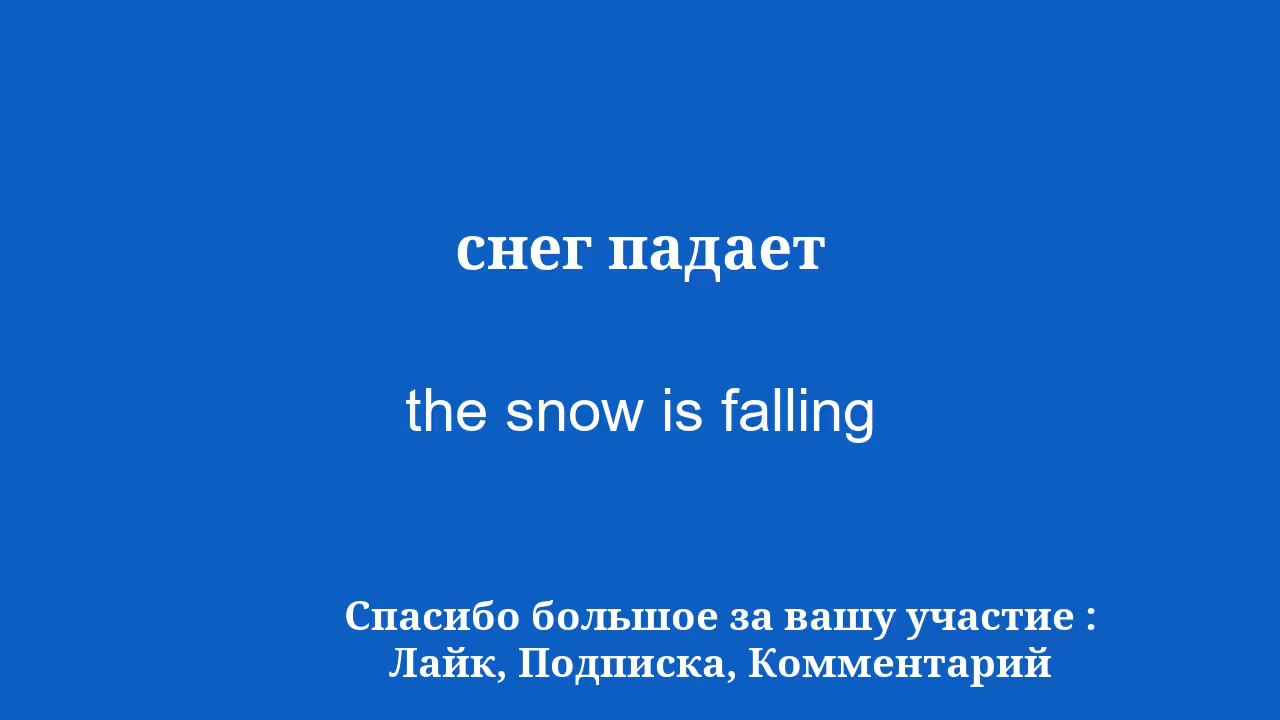 снег падает
the snow is falling
Спасибо большое за вашу участие :
Лайк, Подписка, Комментарий